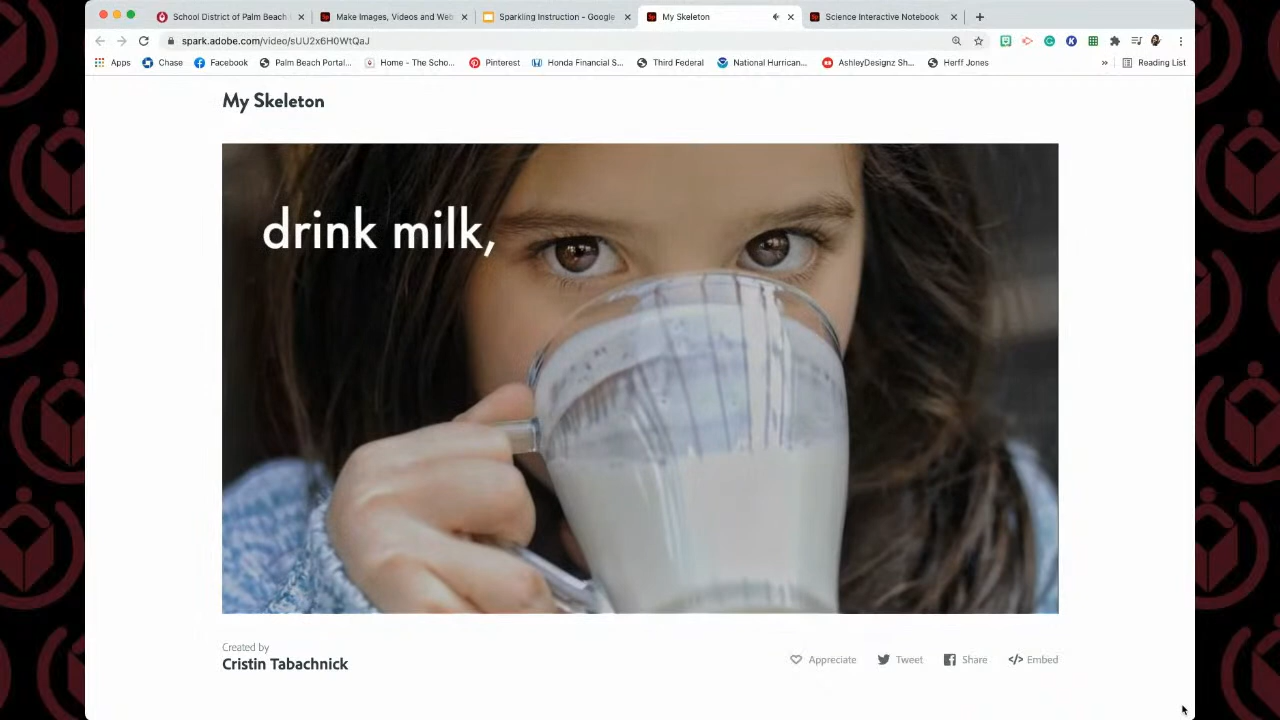 School District of Palm Beach
Make Images, Videos and Web
Sparkling Instruction - Google
My Skeleton
Science Interactive Notebook
spark.adobe.com/video/sUU2x6H0WtQaJ
Apps
Chase
Facebook
Palm Beach Portal...
Home - The Scho...
Pinterest
Honda Financial S...
Third Federal
National Hurrican...
AshleyDesignz Sh...
Herff Jones
»
Reading List
My Skeleton
drink milk,
Created by
Cristin Tabachnick
Appreciate
Tweet
Share
</> Embed